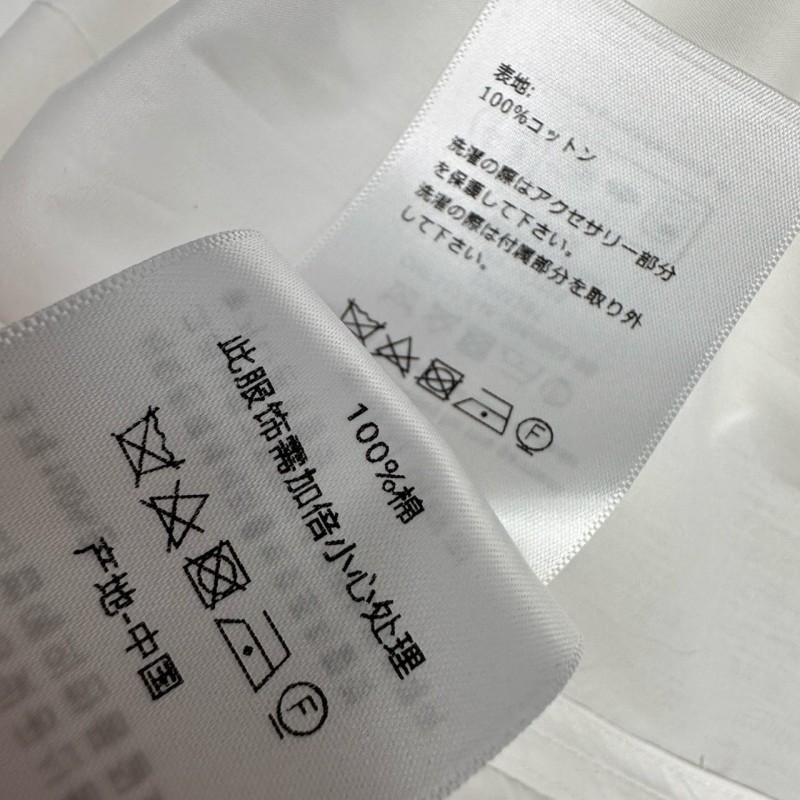 表地:
100%コットン
洗濯の際はアクセサリー部分
を保護して下さい。
洗濯の際は付属部分を取り外
して下さい。
F
100%棉
此服饰需加倍小心处理
F
产地-中国